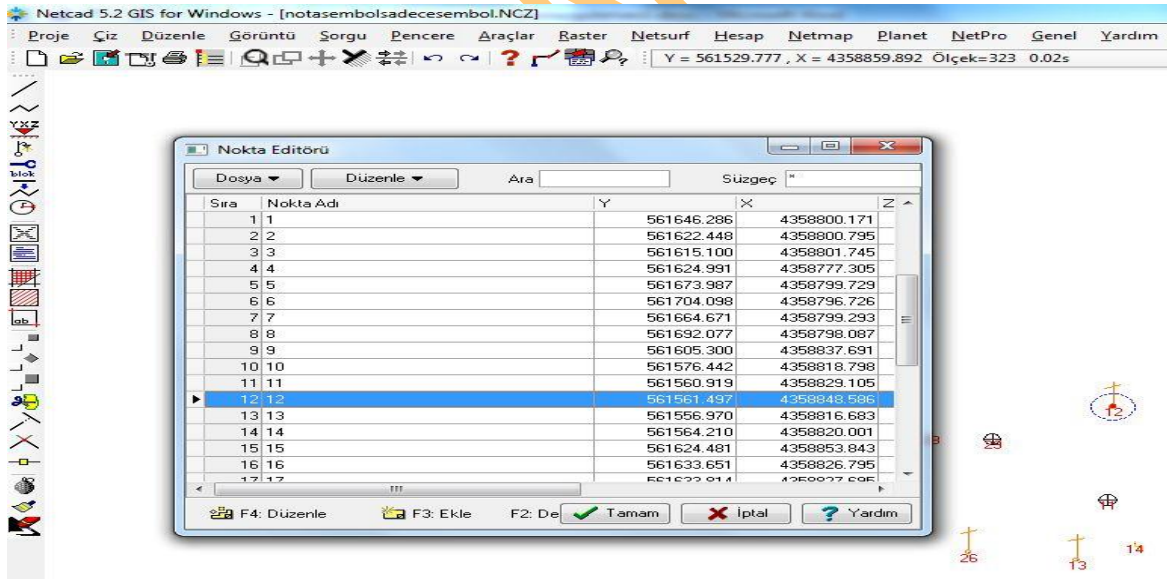 Netcad 5.2 GIS for Windows - [notasembolsadecesembol.NCZ]
Proje Çiz Düzenle Görüntü Sorgu Pencere Araçlar Raster Netsurf Hesap Netmap Planet NetPro Genel Yardım
Y = 561529.777 , X = 4358859.892 Ölçek=323 0.02s
YXZ
blok
ab
Nokta Editörü
Dosya Düzenle Ara Süzgeç *
Sıra Nokta Adı Y X Z
1 1 561646.286 4358800.171
2 2 561622.448 4358800.795
3 3 561615.100 4358801.745
4 4 561624.991 4358777.305
5 5 561673.987 4358799.729
6 6 561704.098 4358796.726
7 7 561664.671 4358799.293
8 8 561692.077 4358798.087
9 9 561605.300 4358837.691
10 10 561576.442 4358818.798
11 11 561560.919 4358829.105
12 12 561561.497 4358848.586
13 13 561556.970 4358816.683
14 14 561564.210 4358820.001
15 15 561624.481 4358853.843
16 16 561633.651 4358826.795
17 17
F4: Düzenle F3: Ekle F2: De Tamam İptal Yardım
12
14
26
13